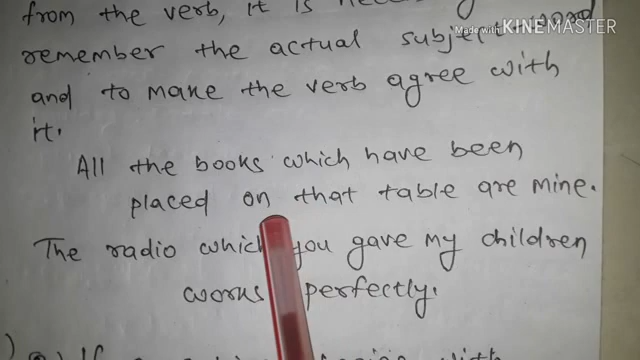 from the verb, it is
remember the actual subject
and to make the verb agree with
it.
All the books which have been
placed on that table are mine.
The radio which you gave my children
works perfectly.
with
Made with KINEMASTER